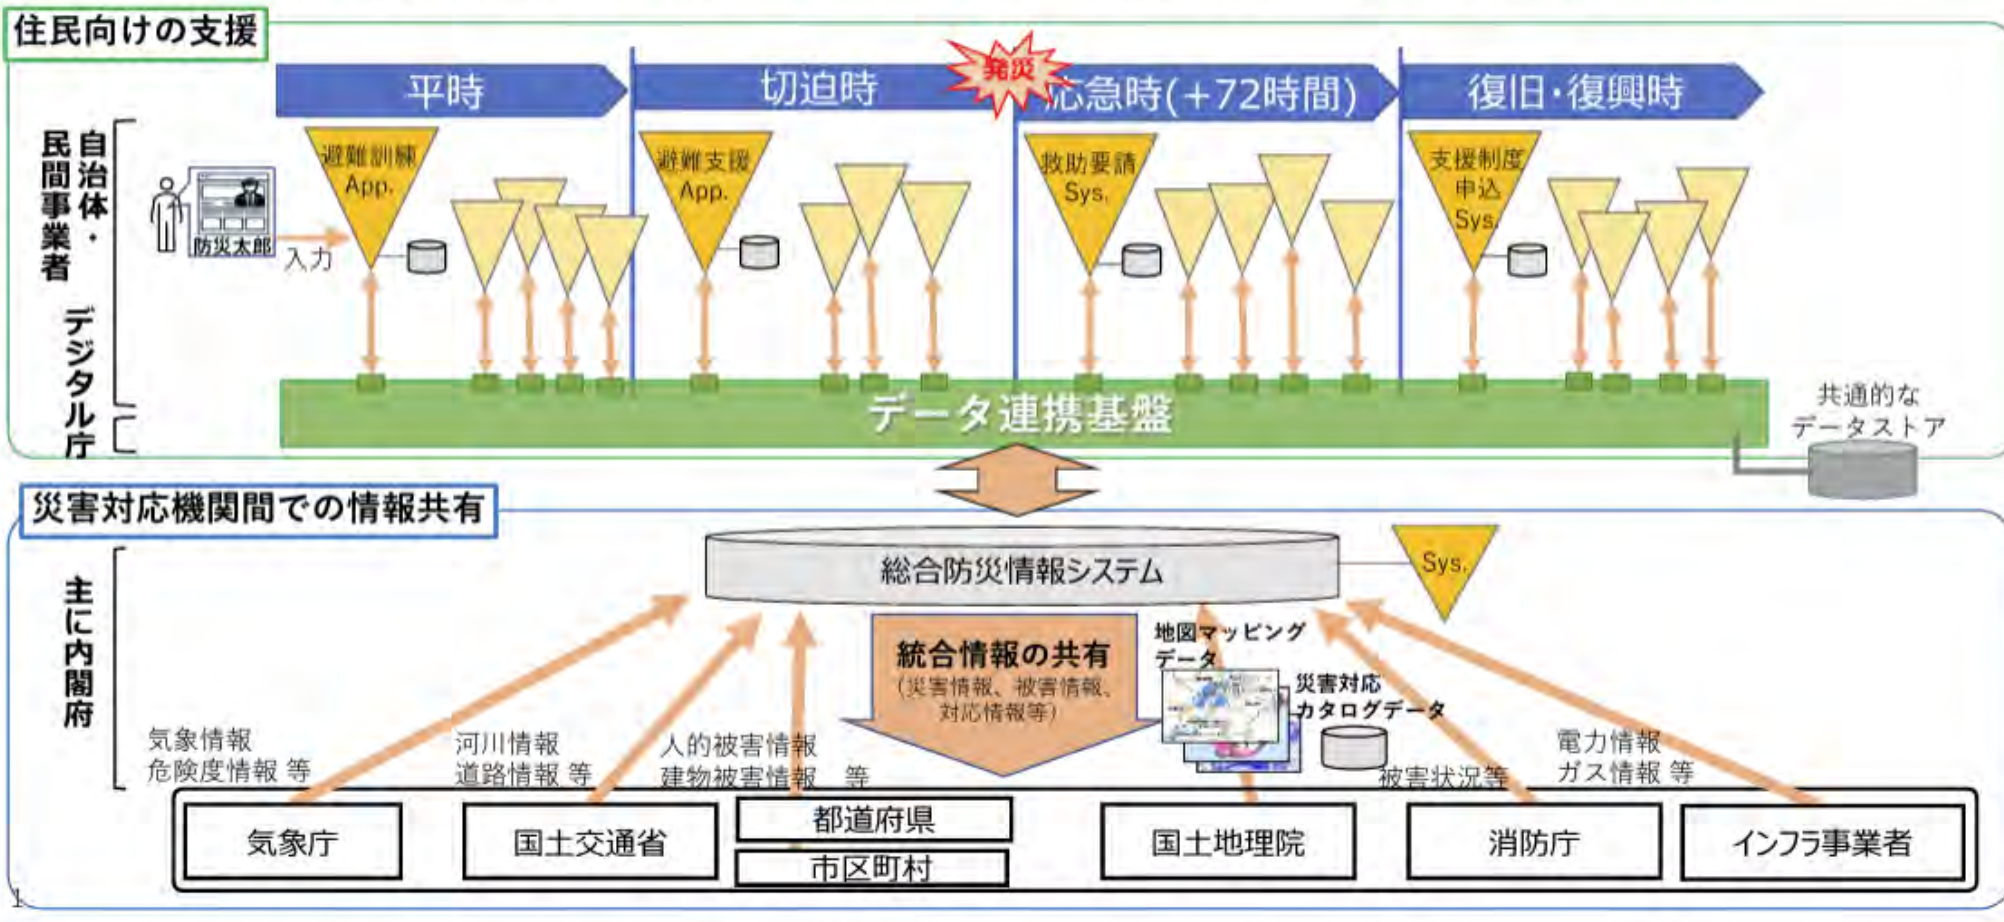 住民向けの支援
平時
切迫時
発災
応急時(+72時間)
復旧・復興時
自治体・
民間事業者
デジタル庁
防災太郎
入力
避難訓練
App.
避難支援
App.
救助要請
Sys.
支援制度
申込
Sys.
データ連携基盤
共通的な
データストア
災害対応機関間での情報共有
主に内閣府
総合防災情報システム
Sys.
統合情報の共有
(災害情報、被害情報、
対応情報等)
地図マッピング
データ
災害対応
カタログデータ
気象情報
危険度情報 等
河川情報
道路情報 等
人的被害情報
建物被害情報 等
被害状況等
電力情報
ガス情報 等
気象庁
国土交通省
都道府県
市区町村
国土地理院
消防庁
インフラ事業者
1